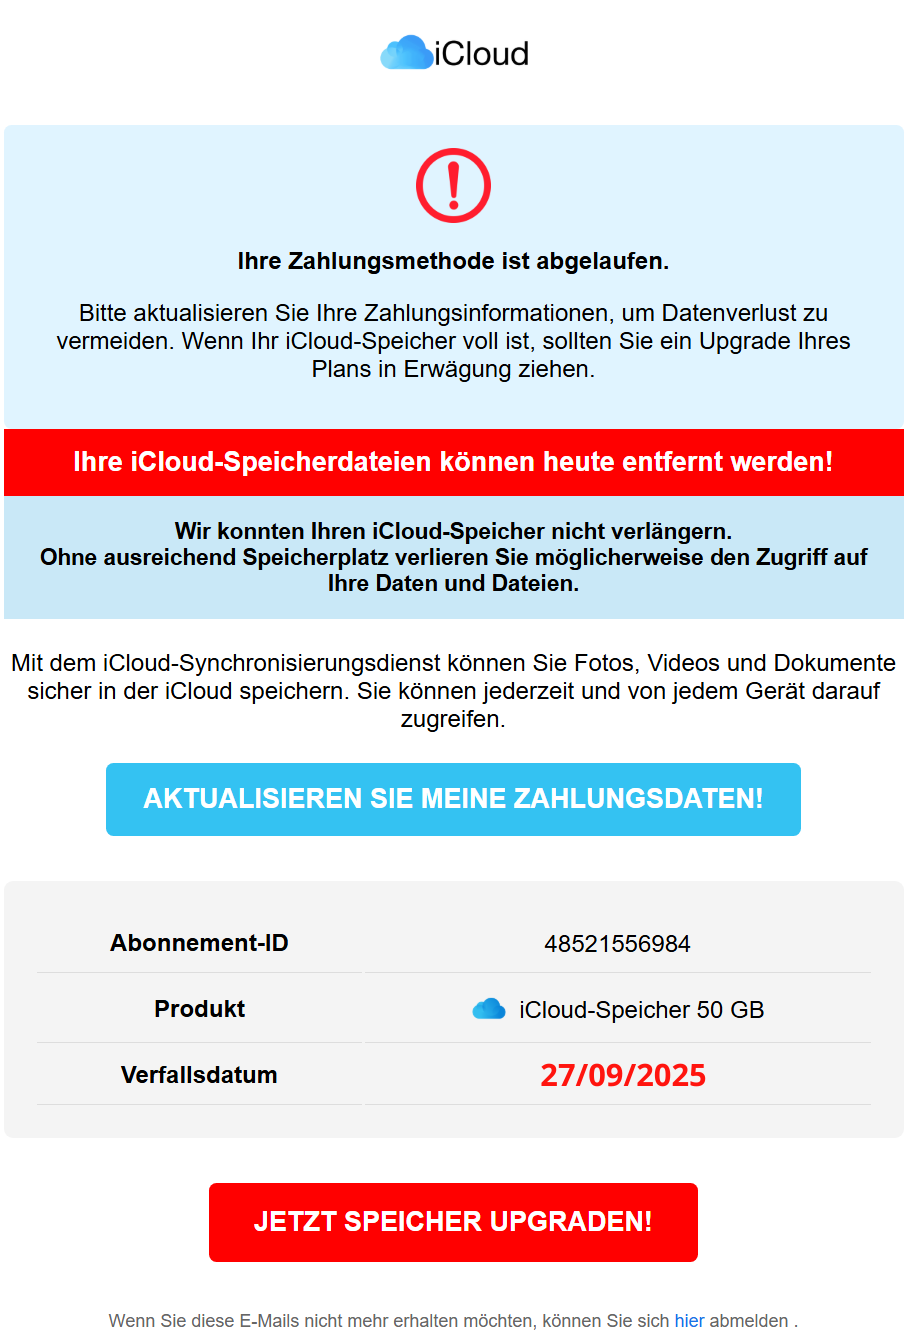 iCloud
Ihre Zahlungsmethode ist abgelaufen.
Bitte aktualisieren Sie Ihre Zahlungsinformationen, um Datenverlust zu
vermeiden. Wenn Ihr iCloud-Speicher voll ist, sollten Sie ein Upgrade Ihres
Plans in Erwägung ziehen.
Ihre iCloud-Speicherdateien können heute entfernt werden!
Wir konnten Ihren iCloud-Speicher nicht verlängern.
Ohne ausreichend Speicherplatz verlieren Sie möglicherweise den Zugriff auf
Ihre Daten und Dateien.
Mit dem iCloud-Synchronisierungsdienst können Sie Fotos, Videos und Dokumente
sicher in der iCloud speichern. Sie können jederzeit und von jedem Gerät darauf
zugreifen.
AKTUALISIEREN SIE MEINE ZAHLUNGSDATEN!
Abonnement-ID 48521556984
Produkt iCloud-Speicher 50 GB
Verfallsdatum 27/09/2025
JETZT SPEICHER UPGRADEN!
Wenn Sie diese E-Mails nicht mehr erhalten möchten, können Sie sich hier abmelden .